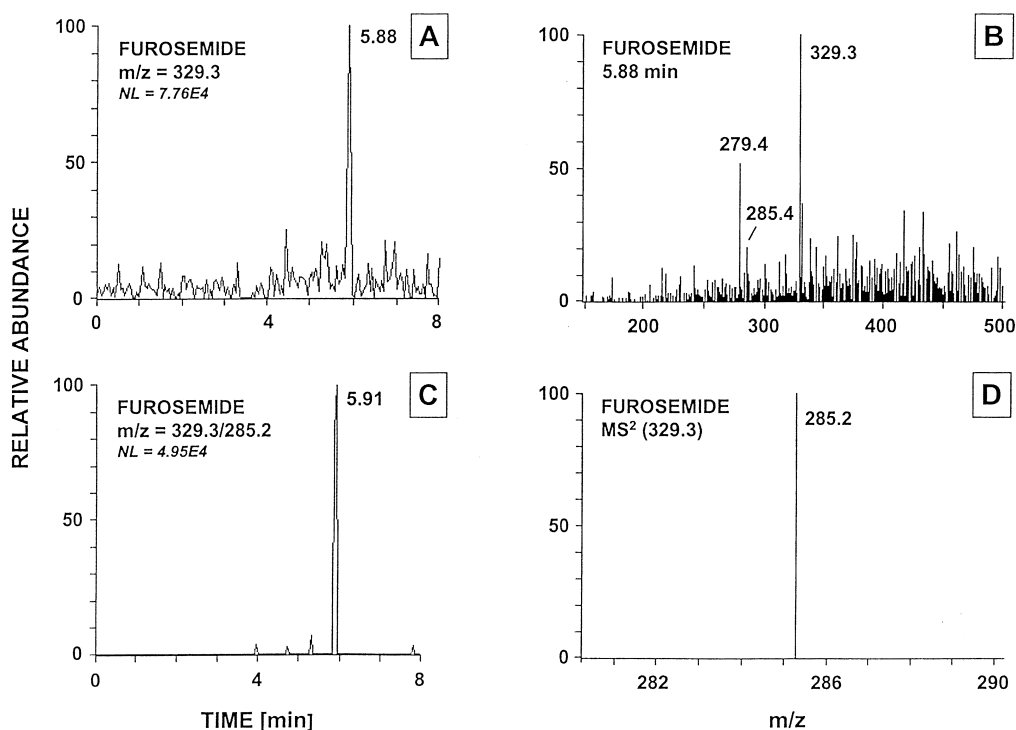 A
FUROSEMIDE
m/z = 329.3
NL = 7.76E4
5.88
100
50
0
0 4 8
B
FUROSEMIDE
5.88 min
329.3
279.4
285.4
100
50
0
200 300 400 500
C
FUROSEMIDE
m/z = 329.3/285.2
NL = 4.95E4
5.91
100
50
0
0 4 8
D
FUROSEMIDE
MS² (329.3)
285.2
100
50
0
282 286 290
RELATIVE ABUNDANCE
TIME [min]
m/z